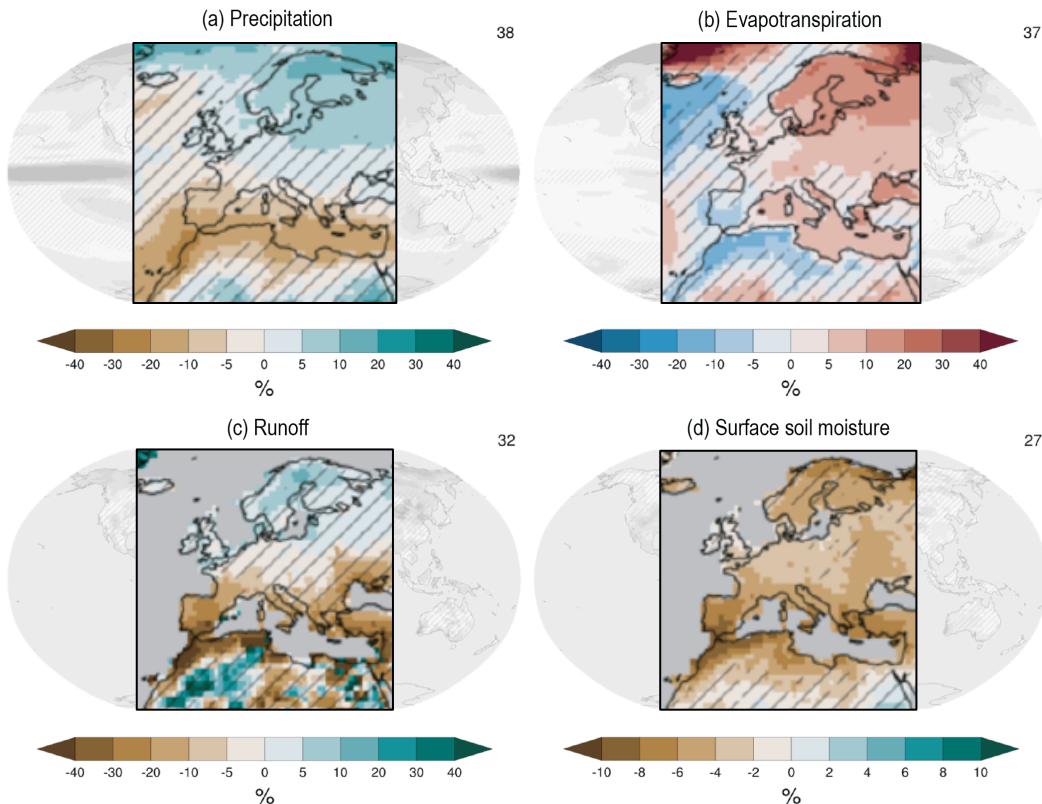 (a) Precipitation
38
-40 -30 -20 -10 -5 0 5 10 20 30 40
%
(b) Evapotranspiration
37
-40 -30 -20 -10 -5 0 5 10 20 30 40
%
(c) Runoff
32
-40 -30 -20 -10 -5 0 5 10 20 30 40
%
(d) Surface soil moisture
27
-10 -8 -6 -4 -2 0 2 4 6 8 10
%